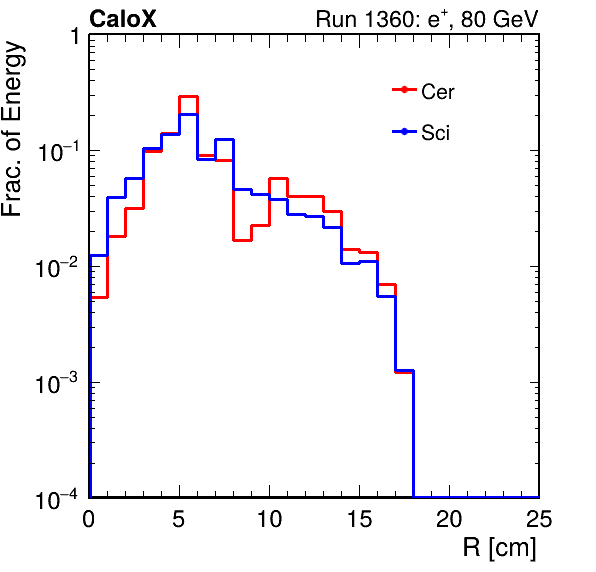 CaloX Run 1360: e⁺, 80 GeV
Frac. of Energy
1
10⁻¹
10⁻²
10⁻³
10⁻⁴
Cer
Sci
0 5 10 15 20 25
R [cm]